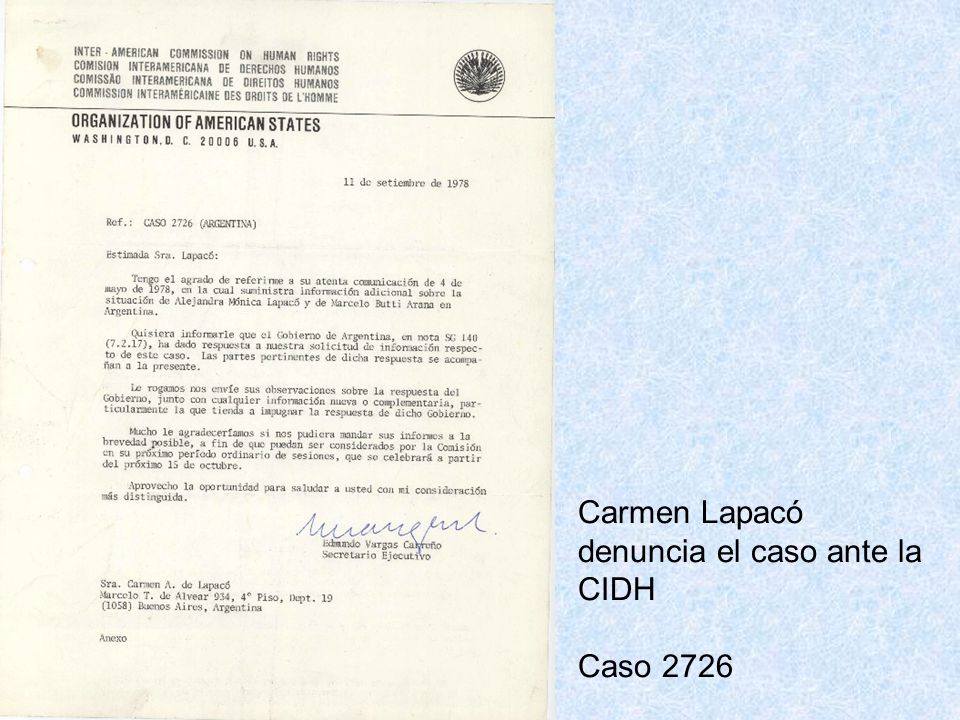 INTER - AMERICAN COMMISSION ON HUMAN RIGHTS
COMISION INTERAMERICANA DE DERECHOS HUMANOS
COMISSÃO INTERAMERICANA DE DIREITOS HUMANOS
COMMISSION INTERAMÉRICAINE DES DROITS DE L'HOMME
ORGANIZATION OF AMERICAN STATES
WASHINGTON, D. C. 20006 U.S.A.
11 de setiembre de 1978
Ref.: CASO 2726 (ARGENTINA)
Estimada Sra. Lapacó:
Tengo el agrado de referirme a su atenta comunicación de 4 de
mayo de 1978, en la cual suministra información adicional sobre la
situación de Alejandra Mónica Lapacó y de Marcelo Butti Arana en
Argentina.
Quisiera informarle que el Gobierno de Argentina, en nota SG 140
(7.2.17), ha dado respuesta a nuestra solicitud de información respec-
to de este caso. Las partes pertinentes de dicha respuesta se acompa-
ñan a la presente.
Le rogamos nos envíe sus observaciones sobre la respuesta del
Gobierno, junto con cualquier información nueva o complementaria, par-
ticularmente la que tienda a impugnar la respuesta de dicho Gobierno.
Mucho le agradeceríamos si nos pudiera mandar sus informes a la
brevedad posible, a fin de que puedan ser considerados por la Comisión
en su próximo período ordinario de sesiones, que se celebrará a partir
del próximo 15 de octubre.
Aprovecho la oportunidad para saludar a usted con mi consideración
más distinguida.
Edmundo Vargas Carreño
Secretario Ejecutivo
Sra. Carmen A. de Lapacó
Marcelo T. de Alvear 934, 4° Piso, Dept. 19
(1058) Buenos Aires, Argentina
Anexo
Carmen Lapacó
denuncia el caso ante la
CIDH
Caso 2726